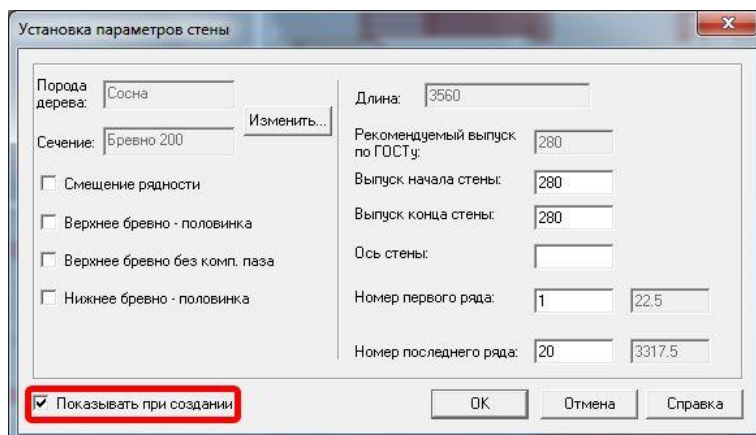 Установка параметров стены
Порода дерева:
Сосна
Сечение:
Бревно 200
Изменить...
Смещение рядности
Верхнее бревно - половинка
Верхнее бревно без комп. паза
Нижнее бревно - половинка
Длина:
3560
Рекомендуемый выпуск по ГОСТу:
280
Выпуск начала стены:
280
Выпуск конца стены:
280
Ось стены:
Номер первого ряда:
1
22.5
Номер последнего ряда:
20
3317.5
Показывать при создании
OK
Отмена
Справка